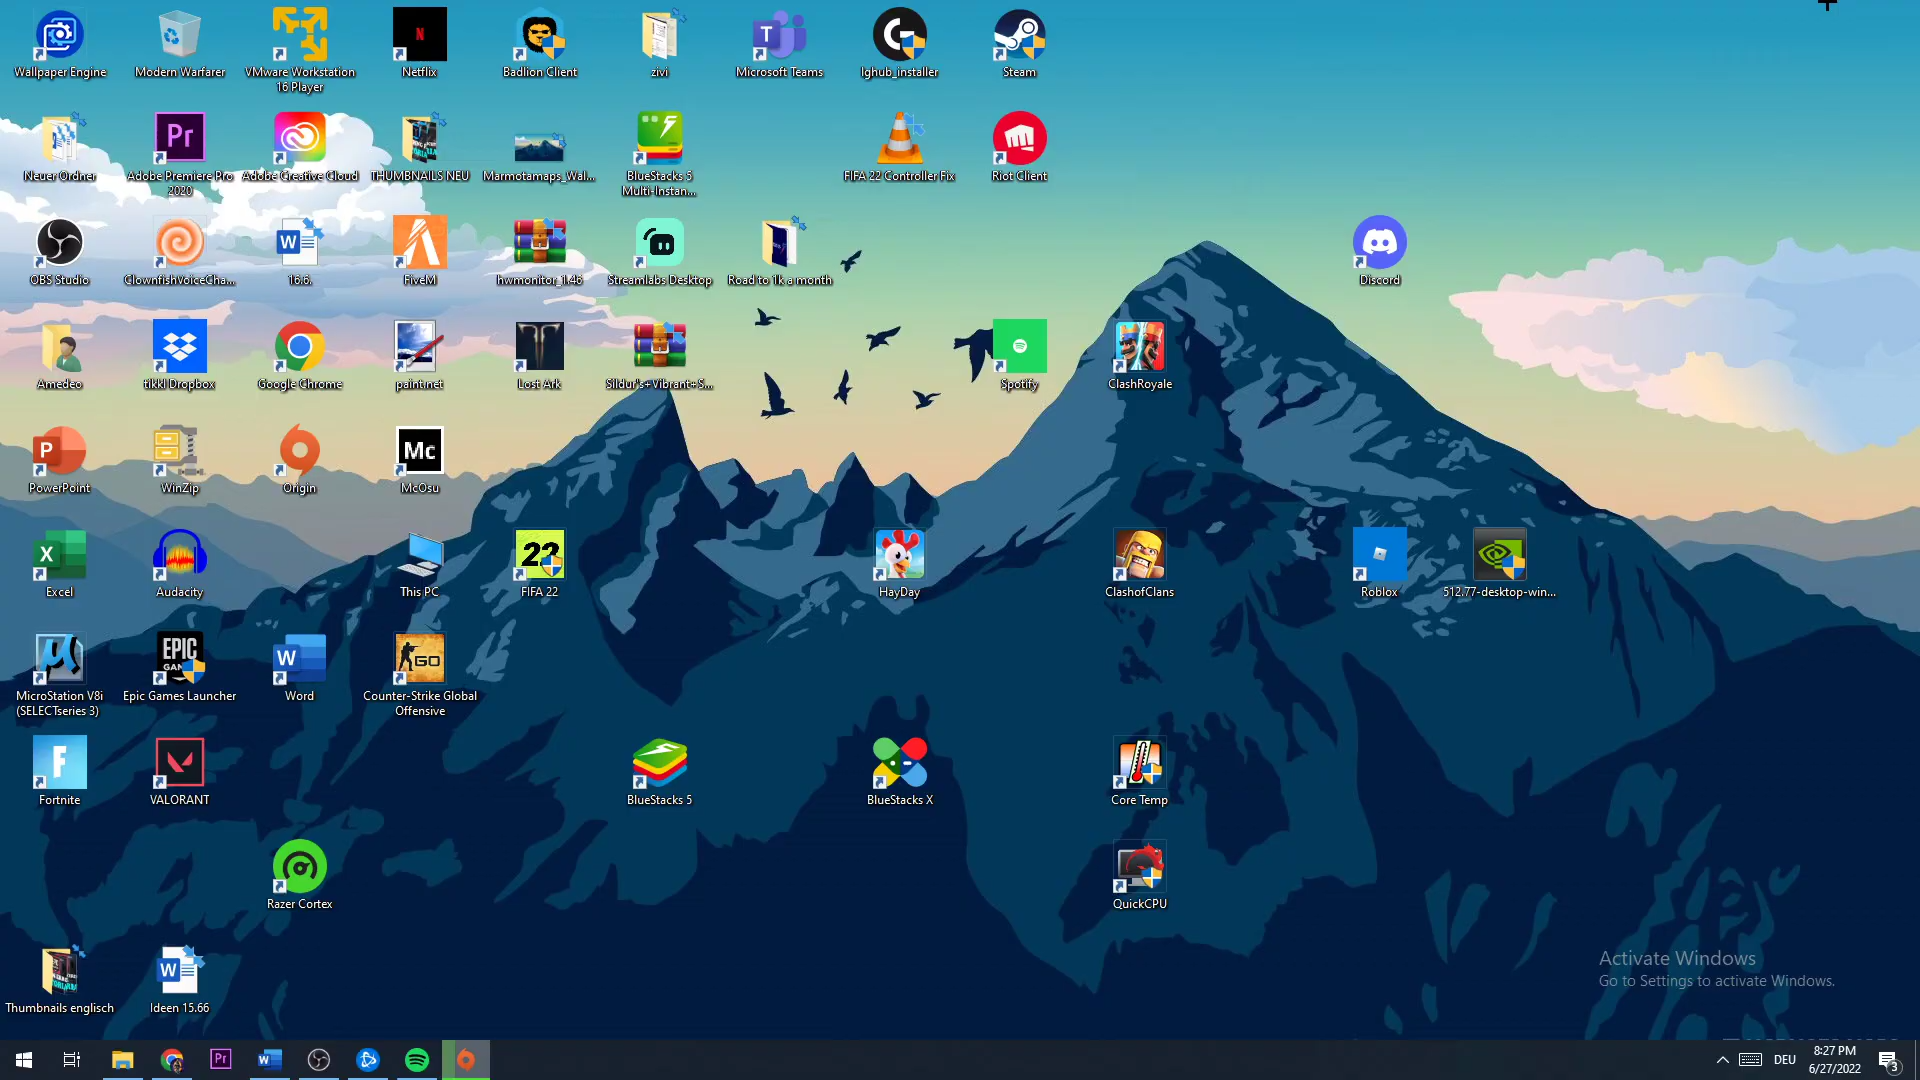 Wallpaper Engine
Modern Warfarer
VMware Workstation
16 Player
Netflix
Badlion Client
zivi
Microsoft Teams
lghub_installer
Steam
Neuer Ordner
Adobe Premiere Pro
2020
Adobe Creative Cloud
THUMBNAILS NEU
Marmotamaps_Wal...
BlueStacks 5
Multi-Instan...
FIFA 22 Controller Fix
Riot Client
OBS Studio
ClownfishVoiceCha...
16.6.
FiveM
hwmonitor_1.46
Streamlabs Desktop
Road to 1k a month
Discord
Amedeo
tikkl Dropbox
Google Chrome
paint.net
Lost Ark
Sildur's+Vibrant+S...
Spotify
ClashRoyale
PowerPoint
WinZip
Origin
Mc
McOsu
Excel
Audacity
This PC
22
FIFA 22
HayDay
ClashofClans
Roblox
512.77-desktop-win...
MicroStation V8i
(SELECTseries 3)
EPIC
Epic Games Launcher
Word
GO
Counter-Strike Global
Offensive
Fortnite
VALORANT
BlueStacks 5
BlueStacks X
Core Temp
Razer Cortex
QuickCPU
Activate Windows
Go to Settings to activate Windows.
Thumbnails englisch
Ideen 15.66
DEU
8:27 PM
6/27/2022
3